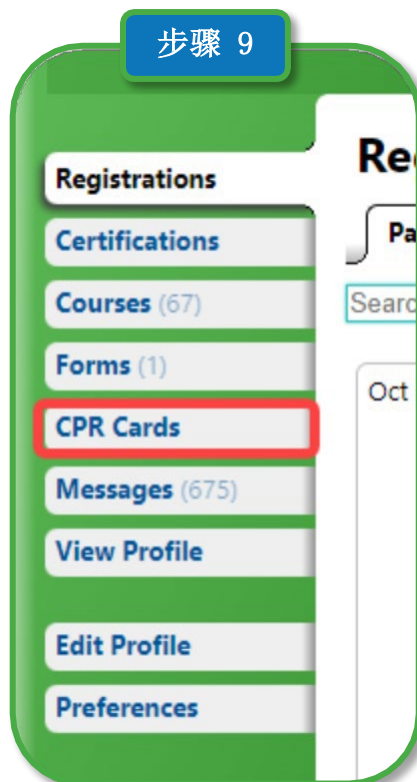 步骤 9
Registrations
Certifications
Courses (67)
Forms (1)
CPR Cards
Messages (675)
View Profile
Edit Profile
Preferences
Re
Pa
Searc
Oct